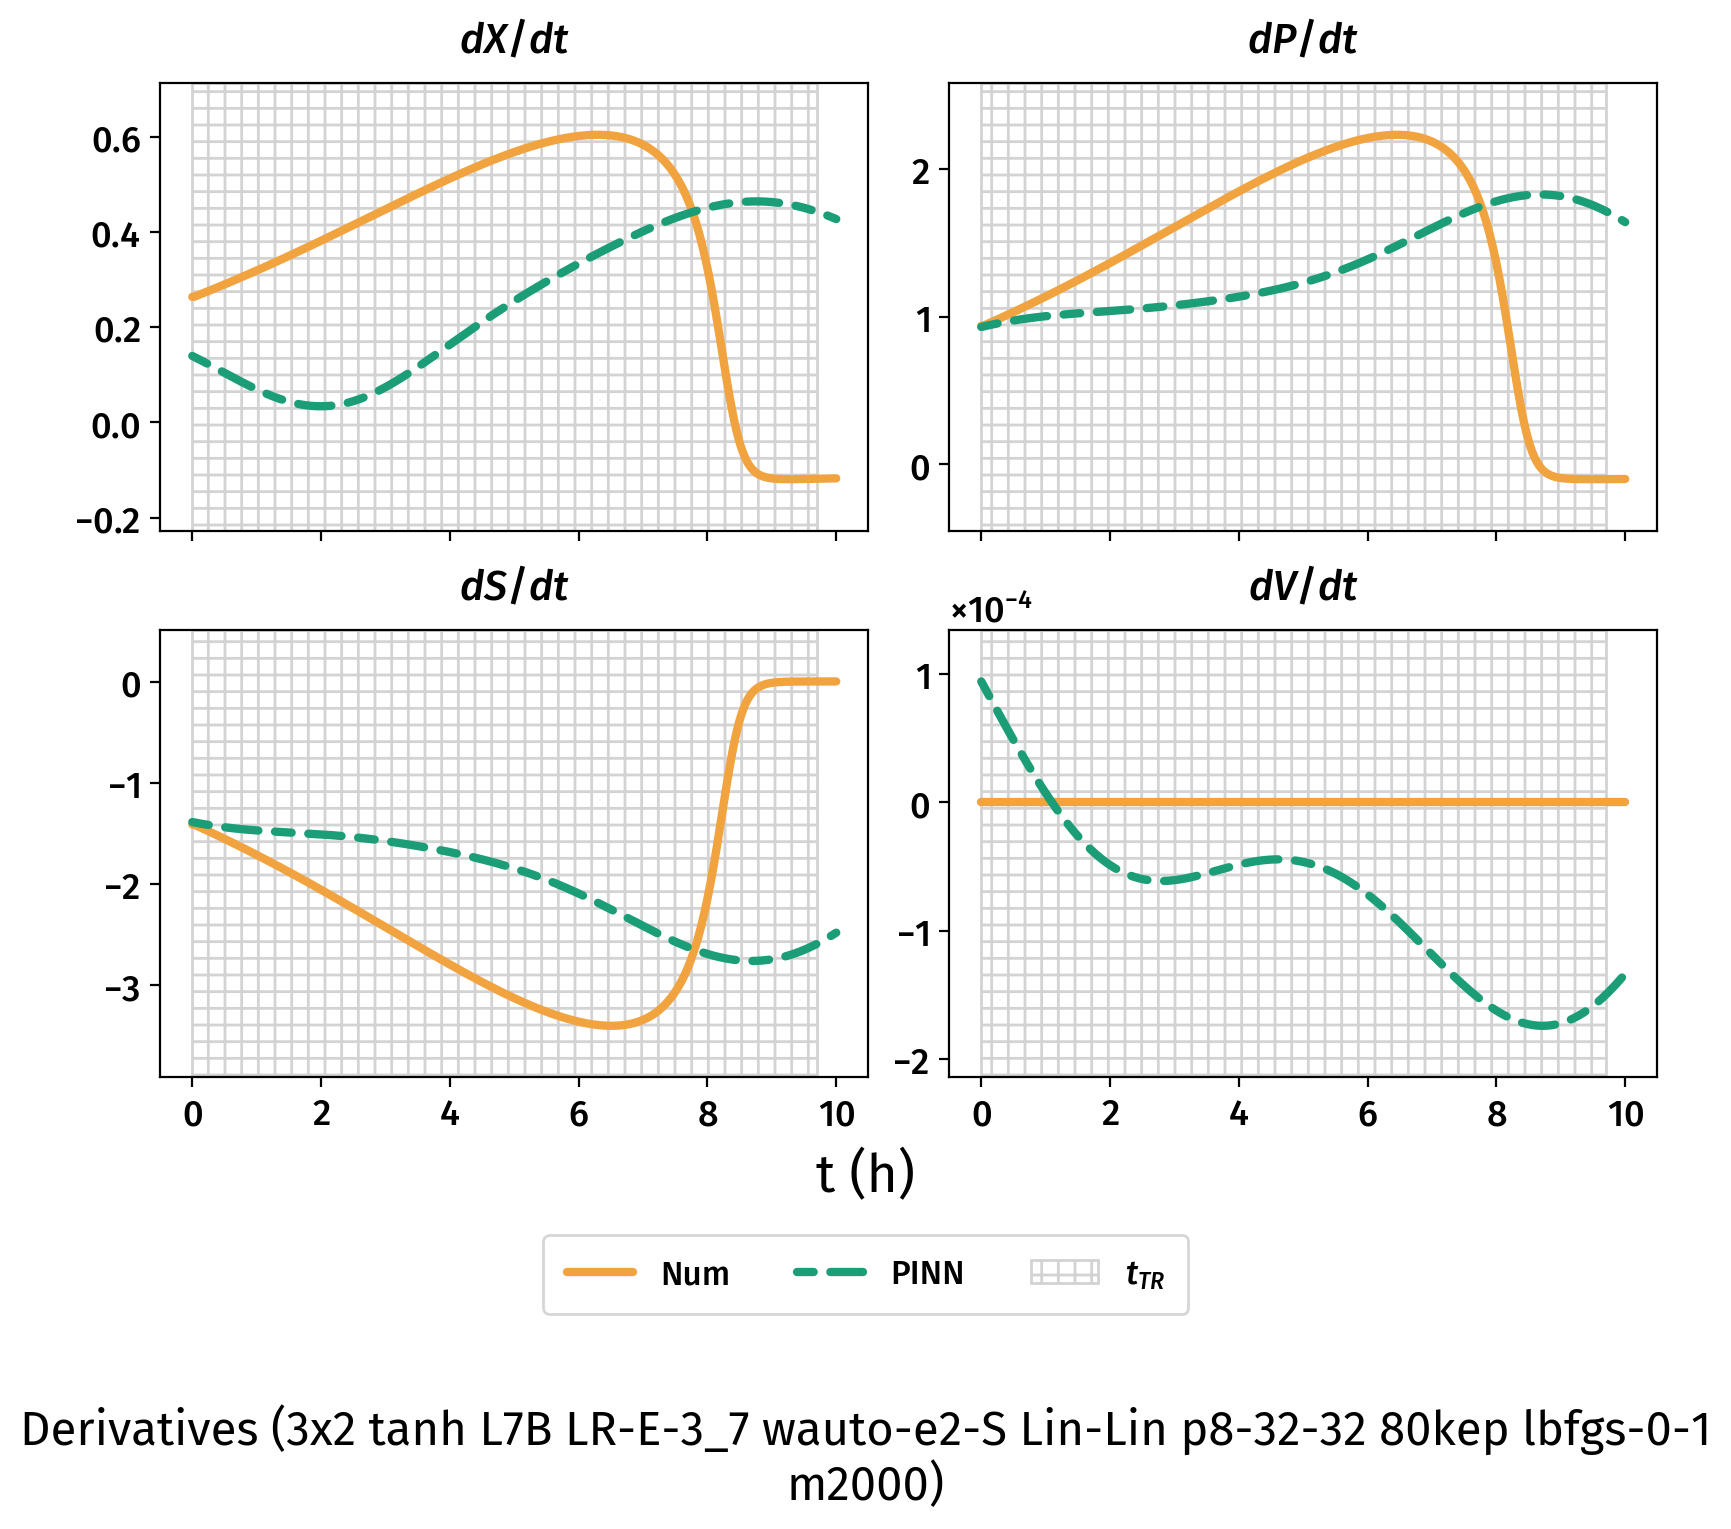 dX/dt
dP/dt
0.6
0.4
0.2
0.0
−0.2
2
1
0
dS/dt
dV/dt
×10⁻⁴
0
−1
−2
−3
1
0
−1
−2
0 2 4 6 8 10
0 2 4 6 8 10
t (h)
Num PINN t_TR
Derivatives (3x2 tanh L7B LR-E-3_7 wauto-e2-S Lin-Lin p8-32-32 80kep lbfgs-0-1
m2000)